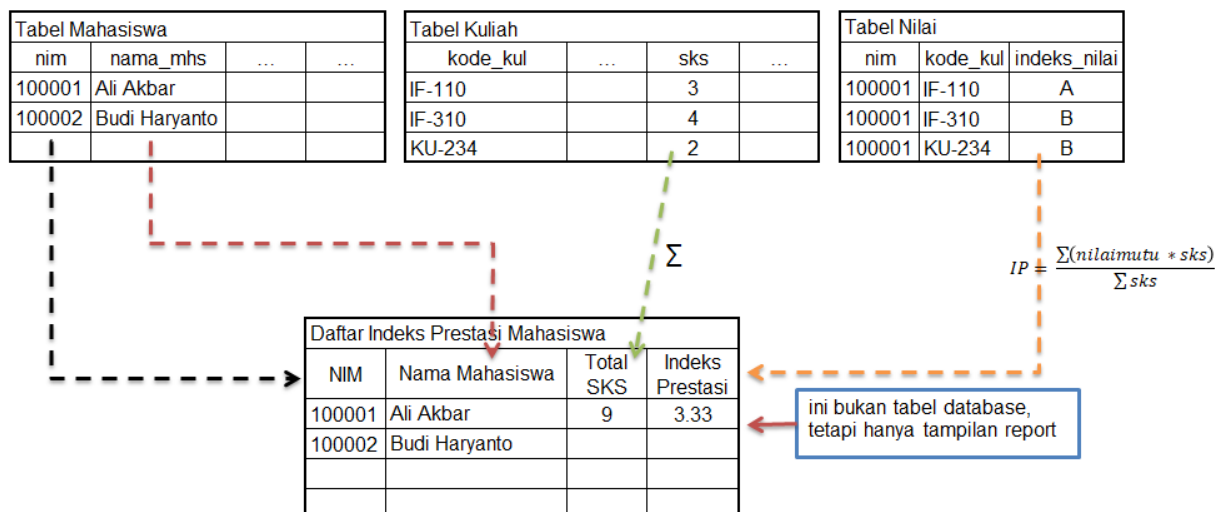 Tabel Mahasiswa
nim nama_mhs ... ...
100001 Ali Akbar
100002 Budi Haryanto
Tabel Kuliah
kode_kul ... sks ...
IF-110 3
IF-310 4
KU-234 2
Tabel Nilai
nim kode_kul indeks_nilai
100001 IF-110 A
100001 IF-310 B
100001 KU-234 B
Σ
IP = ∑(nilaimutu * sks)
∑ sks
Daftar Indeks Prestasi Mahasiswa
NIM Nama Mahasiswa Total SKS Indeks Prestasi
100001 Ali Akbar 9 3.33
100002 Budi Haryanto
ini bukan tabel database,
tetapi hanya tampilan report